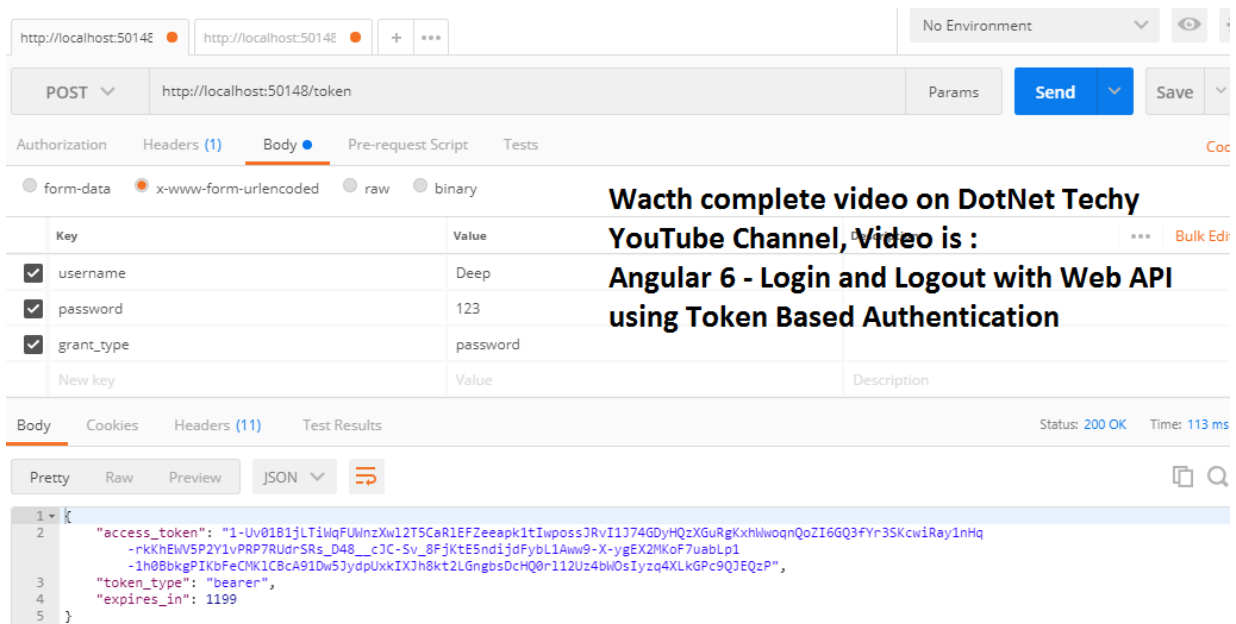 http://localhost:50148 http://localhost:50148 + ••• No Environment
POST http://localhost:50148/token Params Send Save
Authorization Headers (1) Body Pre-request Script Tests
form-data x-www-form-urlencoded raw binary
Wacth complete video on DotNet Techy
YouTube Channel, Video is :
Angular 6 - Login and Logout with Web API
using Token Based Authentication
Key Value Description ••• Bulk Edi
username Deep
password 123
grant_type password
New key Value Description
Body Cookies Headers (11) Test Results Status: 200 OK Time: 113 ms
Pretty Raw Preview JSON
1 {
2 "access_token": "1-Uv01B1jLTiWqFUWnzXwl2T5CaRlEFZeeapk1tIwpossJRvI1J74GDyHQzXGuRgKxhWwoqnQoZI6GQ3fYr3SKcwiRay1nHq
-rkKhEWV5P2Y1vPRP7RUdrSRs_D48__cJC-Sv_8FjKtE5ndijdFybL1Aww9-X-ygEX2MKoF7uabLp1
-1h0BbkgPIKbFeCMKlCBcA91Dw5JydpUxkIXJh8kt2LGngbsDcHQ0rl12Uz4bWOsIyzq4XLkGPc9QJEQzP",
3 "token_type": "bearer",
4 "expires_in": 1199
5 }